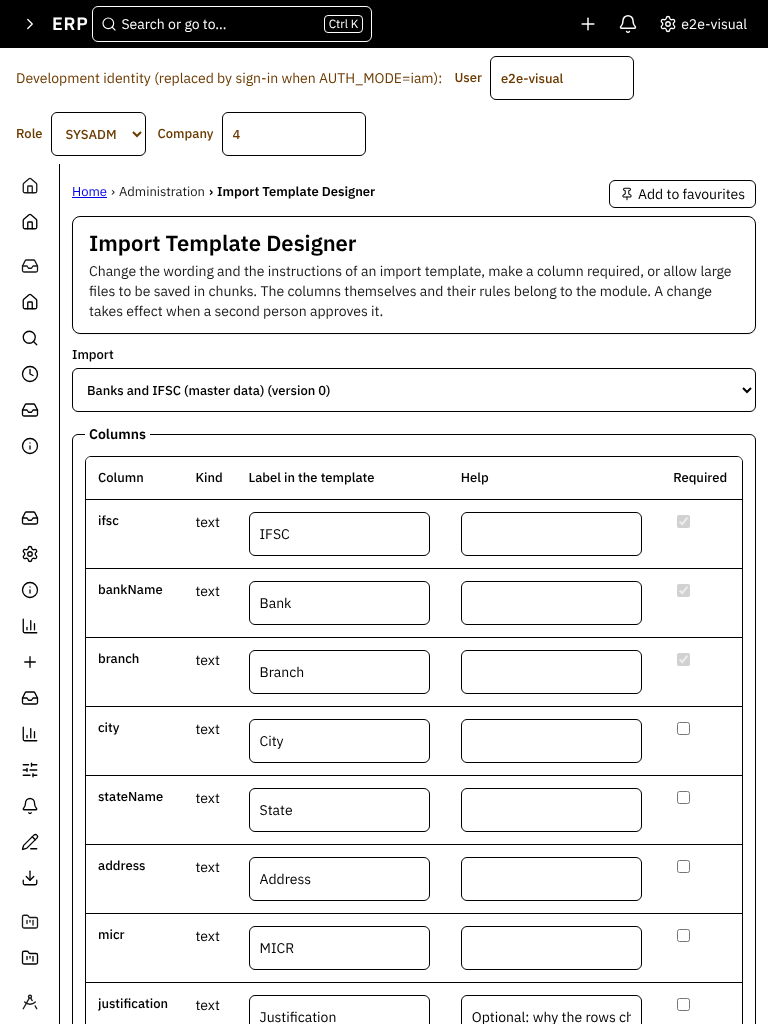 ERP
Search or go to...
Ctrl K
e2e-visual
Development identity (replaced by sign-in when AUTH_MODE=iam):
User
e2e-visual
Role
SYSADM
Company
4
Home › Administration › Import Template Designer
Add to favourites
Import Template Designer
Change the wording and the instructions of an import template, make a column required, or allow large
files to be saved in chunks. The columns themselves and their rules belong to the module. A change
takes effect when a second person approves it.
Import
Banks and IFSC (master data) (version 0)
Columns
Column Kind Label in the template Help Required
ifsc text IFSC
bankName text Bank
branch text Branch
city text City
stateName text State
address text Address
micr text MICR
justification text Justification Optional: why the rows ch